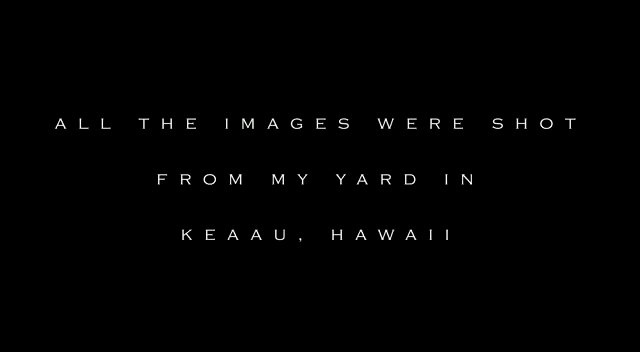 ALL THE IMAGES WERE SHOT
FROM MY YARD IN
KEAAU, HAWAII